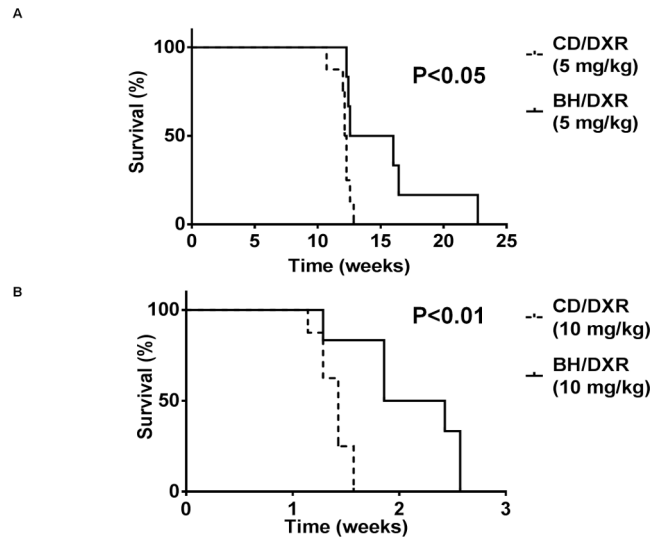 A
100
50
0
Survival (%)
0 5 10 15 20 25
Time (weeks)
P<0.05
CD/DXR
(5 mg/kg)
BH/DXR
(5 mg/kg)
B
100
50
0
Survival (%)
0 1 2 3
Time (weeks)
P<0.01
CD/DXR
(10 mg/kg)
BH/DXR
(10 mg/kg)